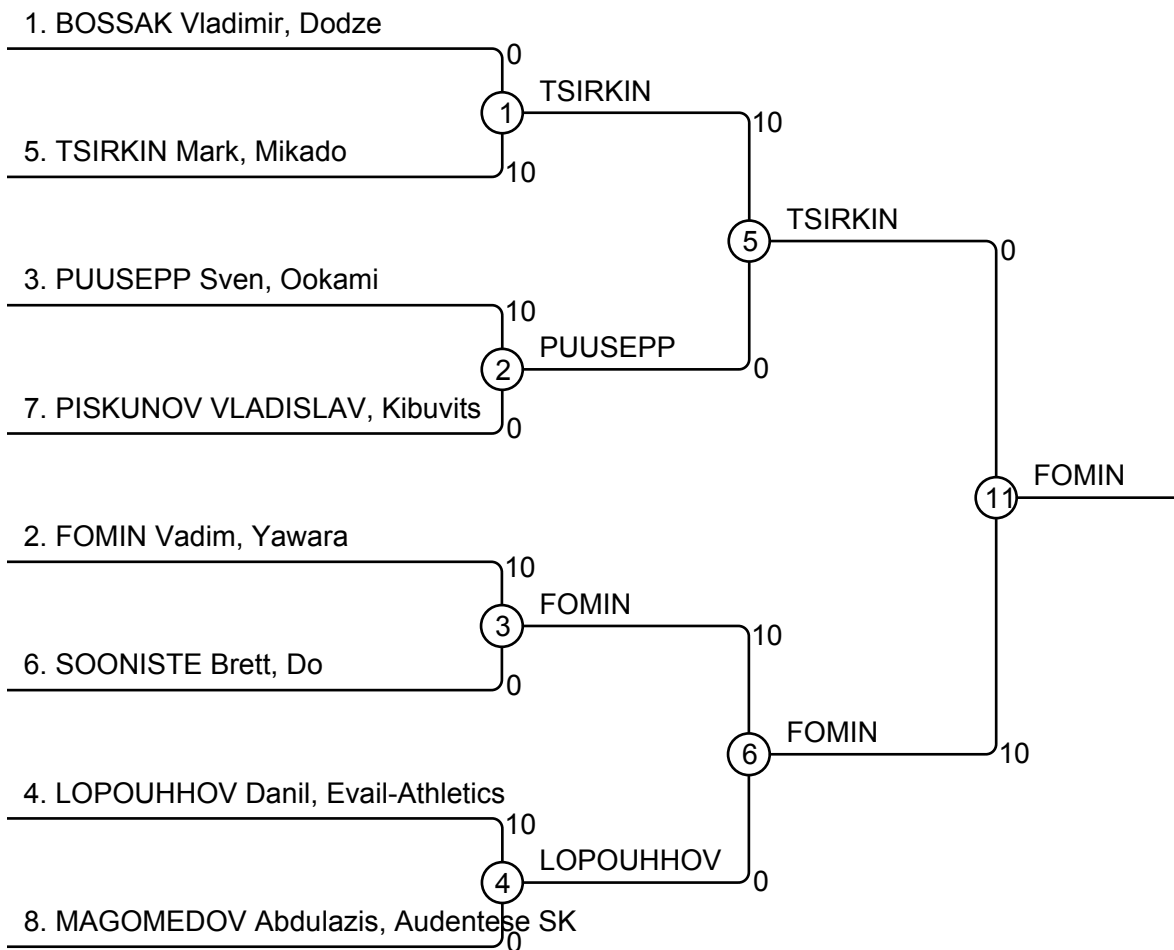 1. BOSSAK Vladimir, Dodze
0
1
TSIRKIN
10
5. TSIRKIN Mark, Mikado
10
5
TSIRKIN
0
3. PUUSEPP Sven, Ookami
10
2
PUUSEPP
0
7. PISKUNOV VLADISLAV, Kibuvits
0
11
FOMIN
2. FOMIN Vadim, Yawara
10
3
FOMIN
10
6. SOONISTE Brett, Do
0
6
FOMIN
10
4. LOPOUHHOV Danil, Evail-Athletics
10
4
LOPOUHHOV
0
8. MAGOMEDOV Abdulazis, Audentese SK
0